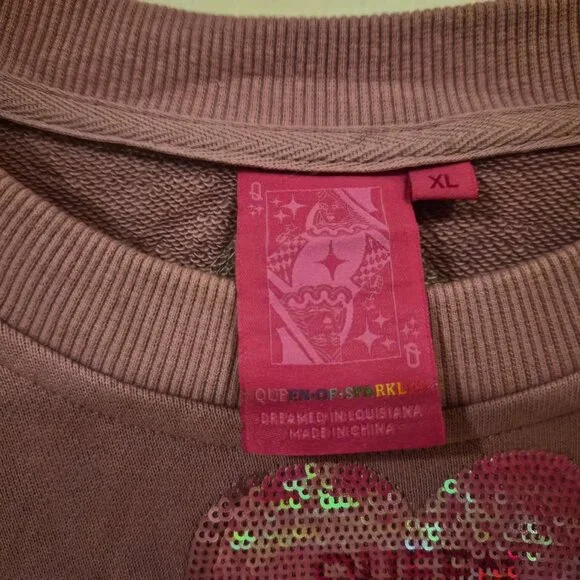 XL
Q
Q
QUEEN·OF·SPARKLES
DREAMED IN LOUISIANA
MADE IN CHINA